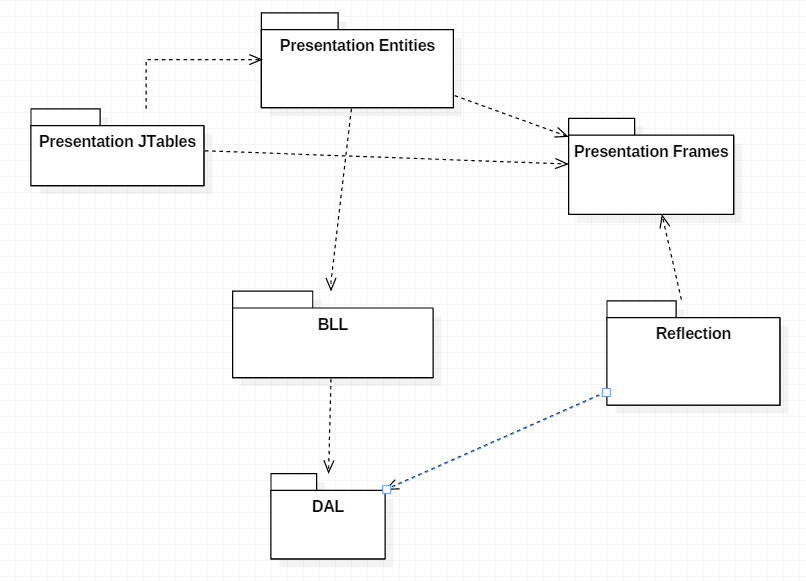 Presentation Entities
Presentation JTables
Presentation Frames
BLL
Reflection
DAL